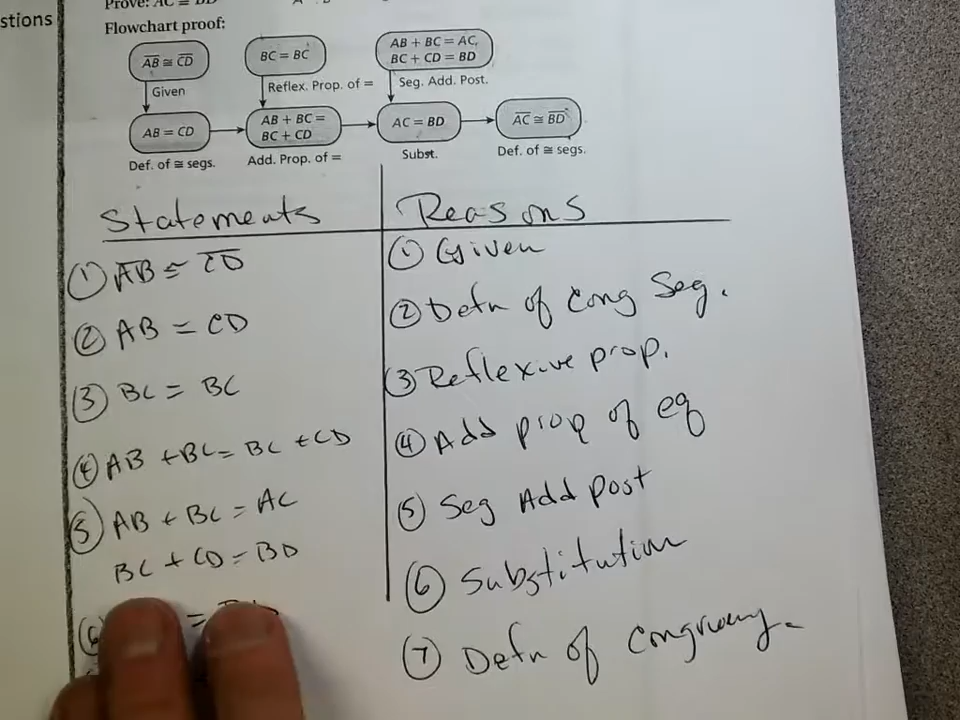 stions
Prove: AC ≅ BD
Flowchart proof:
AB ≅ CD
Given
BC = BC
Reflex. Prop. of =
AB + BC = AC,
BC + CD = BD
Seg. Add. Post.
AB = CD
Def. of ≅ segs.
AB + BC =
BC + CD
Add. Prop. of =
AC = BD
Subst.
AC ≅ BD
Def. of ≅ segs.
Statements
Reasons
① AB ≅ CD
① Given
② AB = CD
② Defn of Cong Seg.
③ BC = BC
③ Reflexive prop.
④ AB + BC = BC + CD
④ Add prop of eq
⑤ AB + BC = AC
BC + CD = BD
⑤ Seg Add Post
⑥ =
⑥ Substitution
⑦ Defn of Congruency.